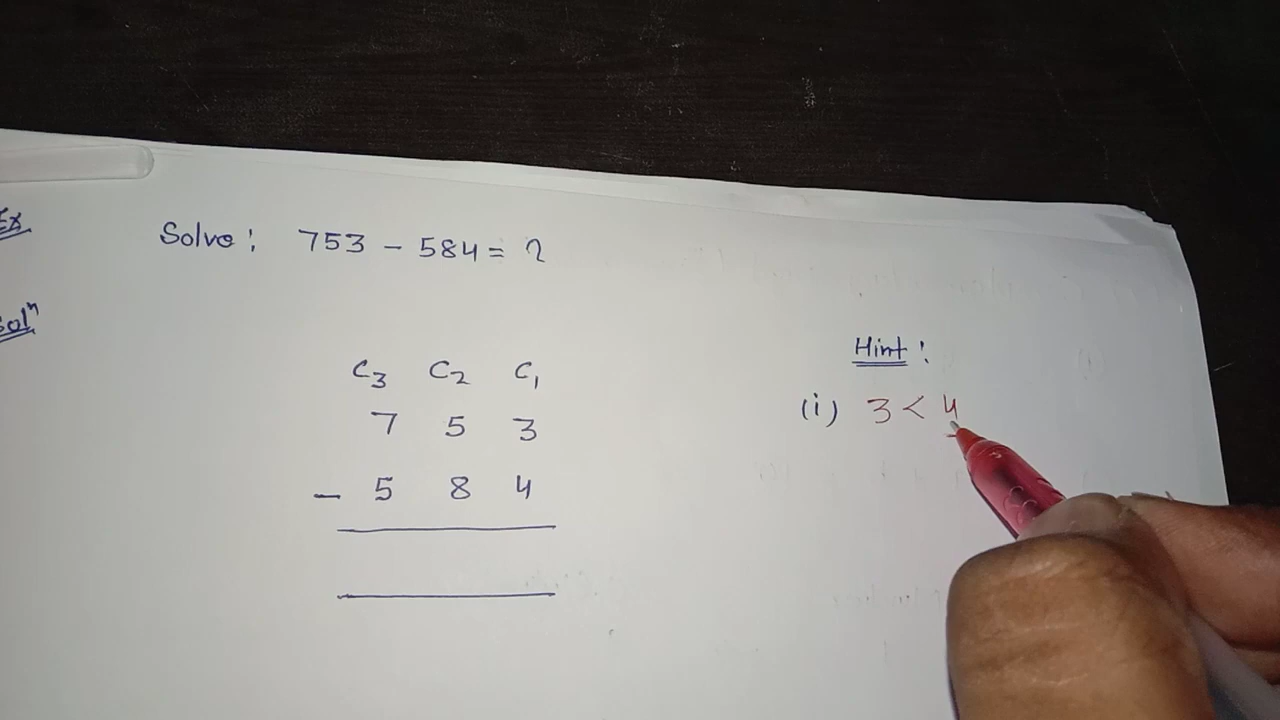 Ex
Solve: 753 - 584 = ?
Solⁿ
C₃ C₂ C₁
7 5 3
- 5 8 4
Hint:
(i) 3 < 4